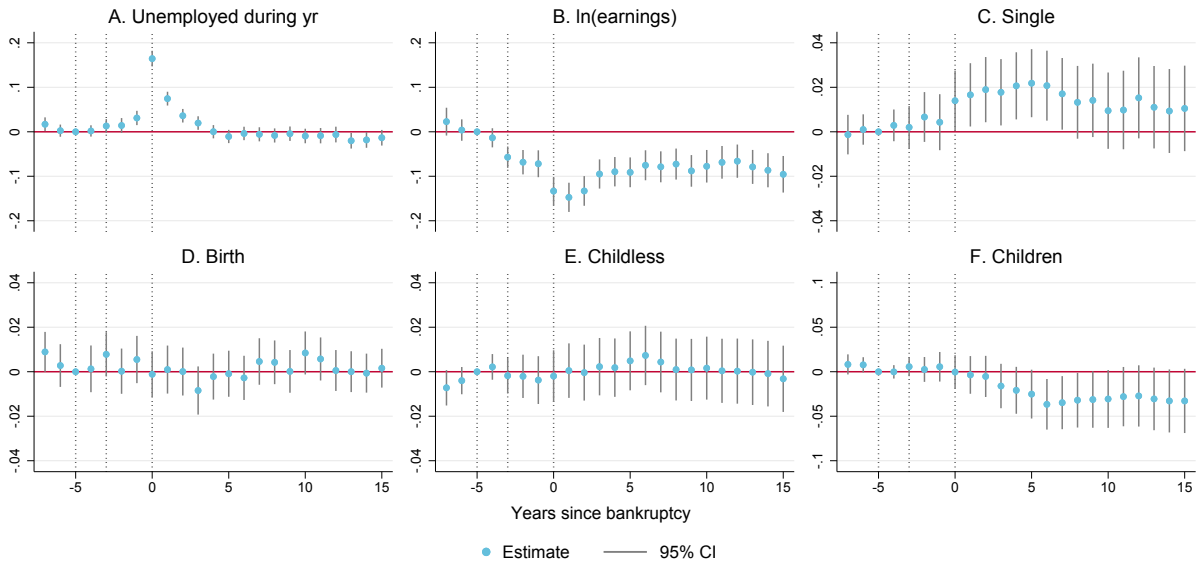 A. Unemployed during yr
B. ln(earnings)
C. Single
.2
.1
0
-.1
-.2
.2
.1
0
-.1
-.2
.04
.02
0
-.02
-.04
D. Birth
E. Childless
F. Children
.04
.02
0
-.02
-.04
.04
.02
0
-.02
-.04
.1
.05
0
-.05
-.1
-5 0 5 10 15
-5 0 5 10 15
-5 0 5 10 15
Years since bankruptcy
Estimate 95% CI